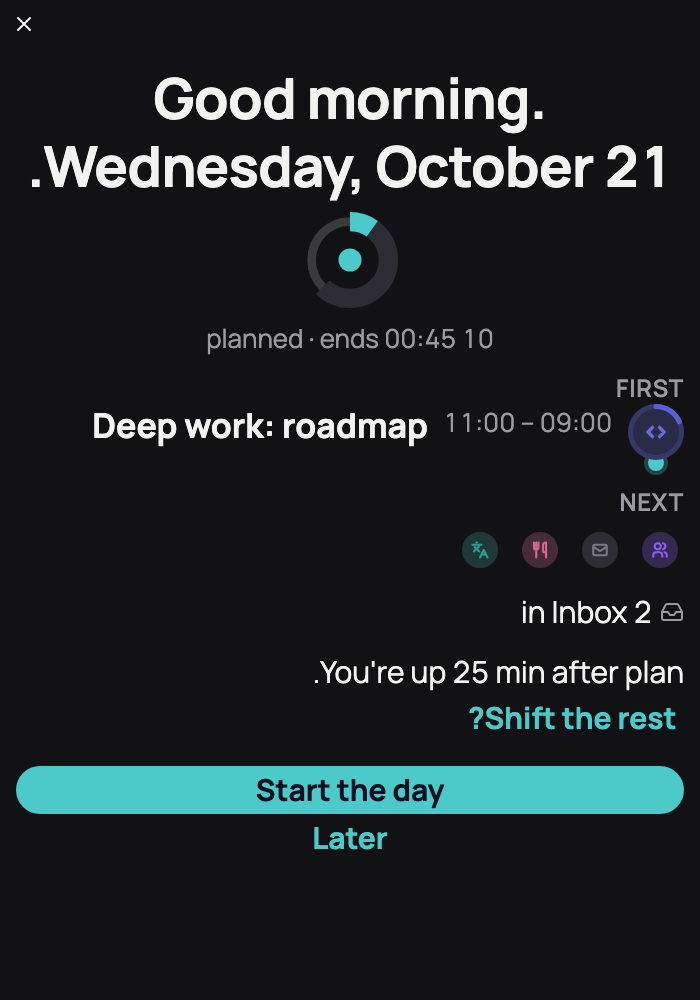 Good morning.
.Wednesday, October 21
planned · ends 00:45 10
FIRST
Deep work: roadmap 11:00 – 09:00
NEXT
in Inbox 2
.You're up 25 min after plan
?Shift the rest
Start the day
Later